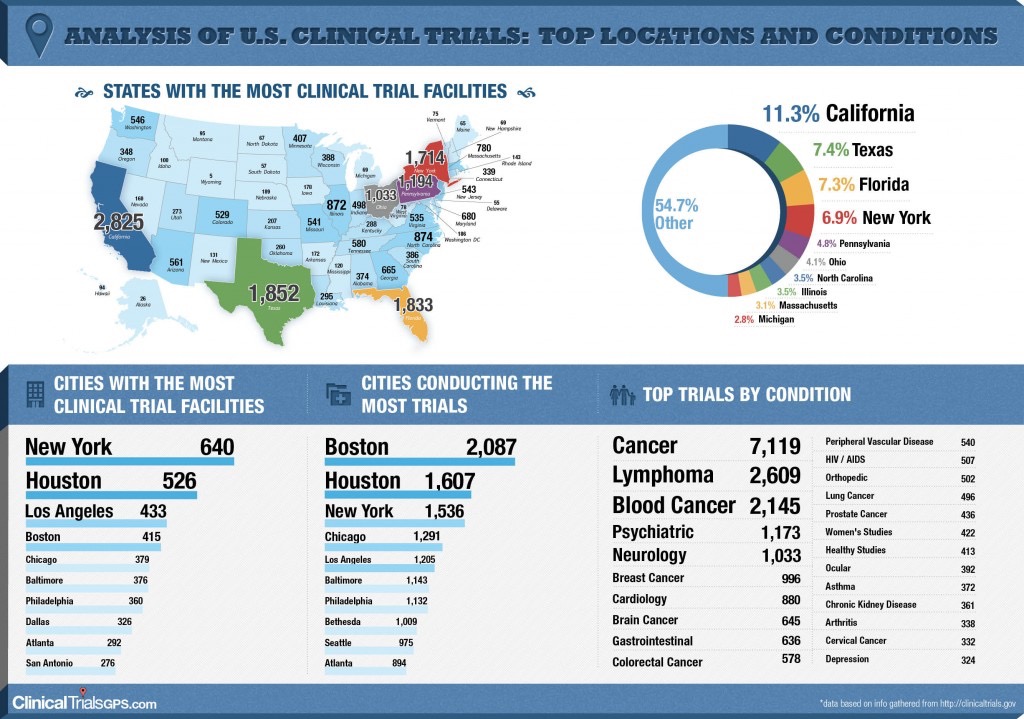 ANALYSIS OF U.S. CLINICAL TRIALS: TOP LOCATIONS AND CONDITIONS
STATES WITH THE MOST CLINICAL TRIAL FACILITIES
546
Washington
348
Oregon
2,825
California
160
Nevada
100
Idaho
95
Montana
5
Wyoming
273
Utah
529
Colorado
561
Arizona
131
New Mexico
67
North Dakota
57
South Dakota
189
Nebraska
207
Kansas
260
Oklahoma
1,852
Texas
407
Minnesota
178
Iowa
541
Missouri
172
Arkansas
295
Louisiana
388
Wisconsin
872
Illinois
69
Michigan
498
Indiana
1,033
Ohio
288
Kentucky
580
Tennessee
120
Mississippi
374
Alabama
665
Georgia
1,833
Florida
386
South Carolina
874
North Carolina
535
Virginia
76
West Virginia
1,194
Pennsylvania
1,714
New York
75
Vermont
65
Maine
69
New Hampshire
780
Massachusetts
143
Rhode Island
339
Connecticut
543
New Jersey
55
Delaware
680
Maryland
186
Washington DC
94
Hawaii
26
Alaska
54.7%
Other
11.3% California
7.4% Texas
7.3% Florida
6.9% New York
4.8% Pennsylvania
4.1% Ohio
3.5% North Carolina
3.5% Illinois
3.1% Massachusetts
2.8% Michigan
CITIES WITH THE MOST
CLINICAL TRIAL FACILITIES
New York 640
Houston 526
Los Angeles 433
Boston 415
Chicago 379
Baltimore 376
Philadelphia 360
Dallas 326
Atlanta 292
San Antonio 276
CITIES CONDUCTING THE
MOST TRIALS
Boston 2,087
Houston 1,607
New York 1,536
Chicago 1,291
Los Angeles 1,205
Baltimore 1,143
Philadelphia 1,132
Bethesda 1,009
Seattle 975
Atlanta 894
TOP TRIALS BY CONDITION
Cancer 7,119
Lymphoma 2,609
Blood Cancer 2,145
Psychiatric 1,173
Neurology 1,033
Breast Cancer 996
Cardiology 880
Brain Cancer 645
Gastrointestinal 636
Colorectal Cancer 578
Peripheral Vascular Disease 540
HIV / AIDS 507
Orthopedic 502
Lung Cancer 496
Prostate Cancer 436
Women's Studies 422
Healthy Studies 413
Ocular 392
Asthma 372
Chronic Kidney Disease 361
Arthritis 338
Cervical Cancer 332
Depression 324
ClinicalTrialsGPS.com
*data based on info gathered from http://clinicaltrials.gov